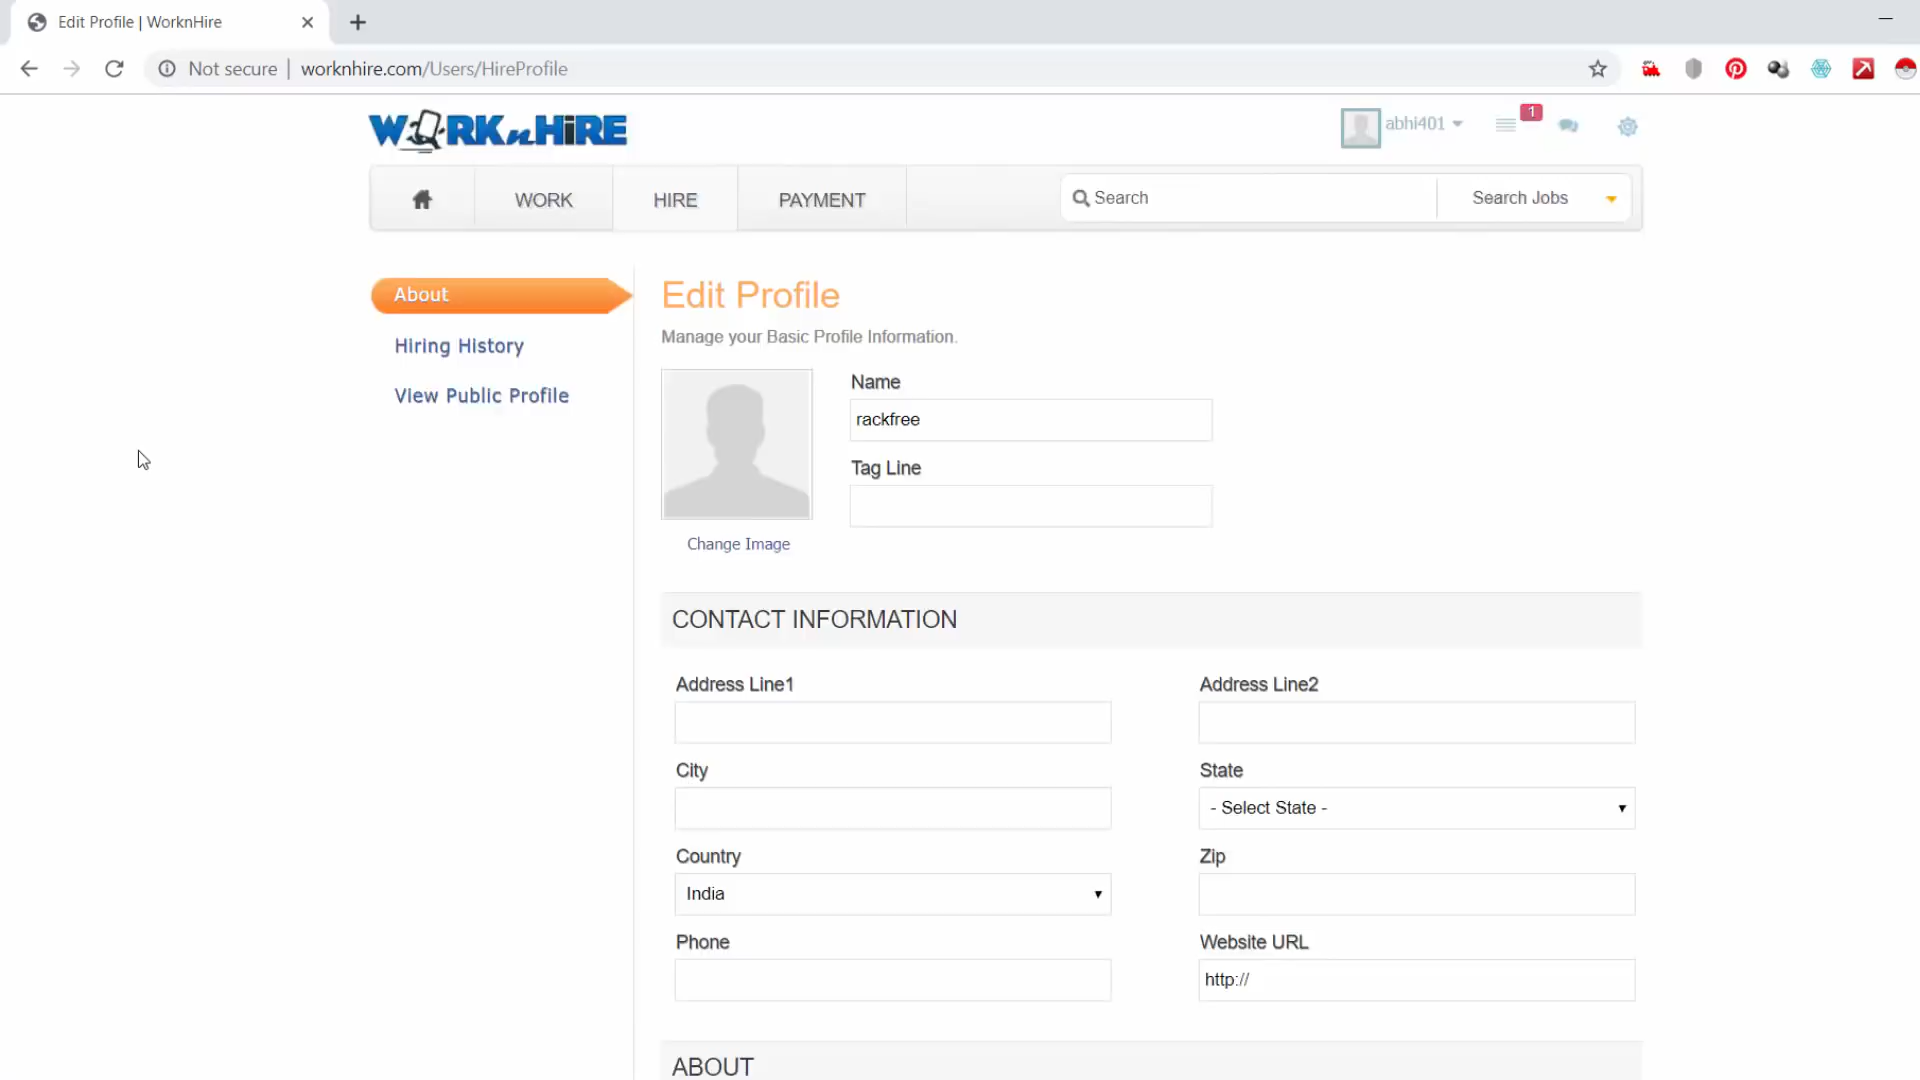 Edit Profile | WorknHire
Not secure | worknhire.com/Users/HireProfile
WORKnHiRE
abhi401
1
WORK
HIRE
PAYMENT
Search
Search Jobs
About
Hiring History
View Public Profile
Edit Profile
Manage your Basic Profile Information.
Name
rackfree
Tag Line
Change Image
CONTACT INFORMATION
Address Line1
Address Line2
City
State
- Select State -
Country
Zip
India
Phone
Website URL
http://
ABOUT